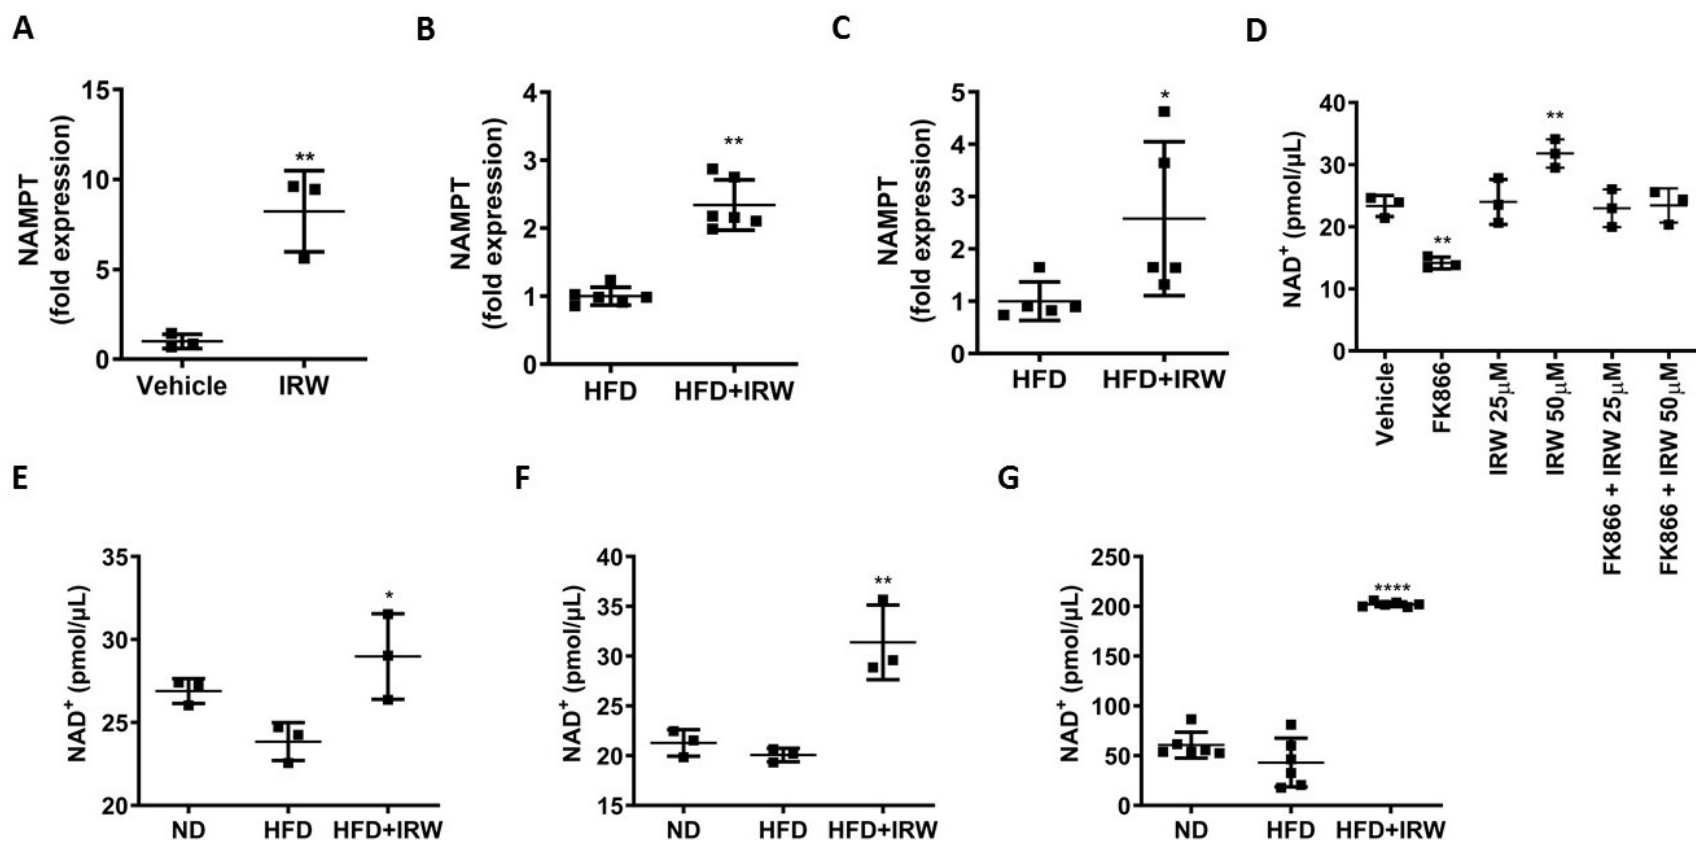 A
B
C
D
NAMPT
(fold expression)
15
10
5
0
**
Vehicle
IRW
NAMPT
(fold expression)
4
3
2
1
0
**
HFD
HFD+IRW
NAMPT
(fold expression)
5
4
3
2
1
0
*
HFD
HFD+IRW
NAD+ (pmol/µL)
40
30
20
10
0
**
**
Vehicle
FK866
IRW 25µM
IRW 50µM
FK866 + IRW 25µM
FK866 + IRW 50µM
E
F
G
NAD+ (pmol/µL)
35
30
25
20
*
ND
HFD
HFD+IRW
NAD+ (pmol/µL)
40
35
30
25
20
15
**
ND
HFD
HFD+IRW
NAD+ (pmol/µL)
250
200
150
100
50
0
****
ND
HFD
HFD+IRW